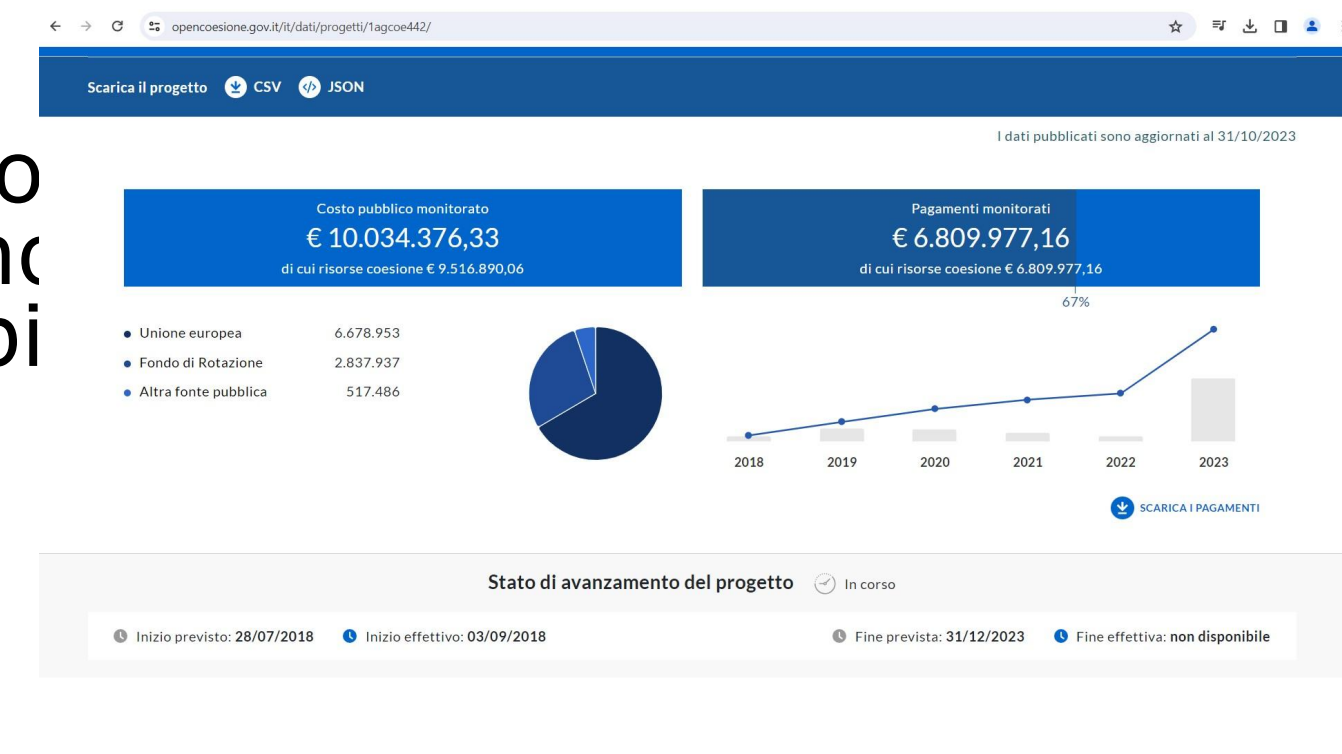 opencoesione.gov.it/it/dati/progetti/1agcoe442/
Scarica il progetto CSV </> JSON
I dati pubblicati sono aggiornati al 31/10/2023
Costo pubblico monitorato
€ 10.034.376,33
di cui risorse coesione € 9.516.890,06
Pagamenti monitorati
€ 6.809.977,16
di cui risorse coesione € 6.809.977,16
67%
Unione europea 6.678.953
Fondo di Rotazione 2.837.937
Altra fonte pubblica 517.486
2018 2019 2020 2021 2022 2023
SCARICA I PAGAMENTI
Stato di avanzamento del progetto In corso
Inizio previsto: 28/07/2018 Inizio effettivo: 03/09/2018 Fine prevista: 31/12/2023 Fine effettiva: non disponibile